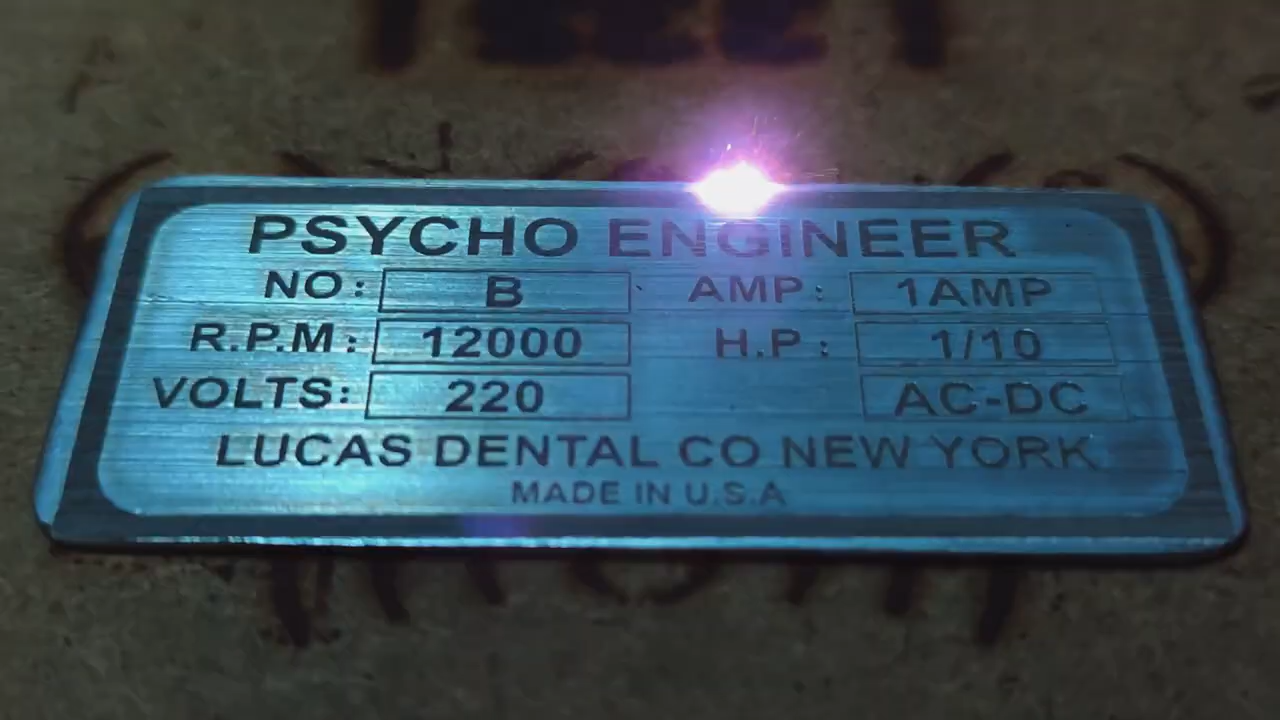 PSYCHO ENGINEER
NO: B AMP: 1AMP
R.P.M: 12000 H.P: 1/10
VOLTS: 220 AC-DC
LUCAS DENTAL CO NEW YORK
MADE IN U.S.A